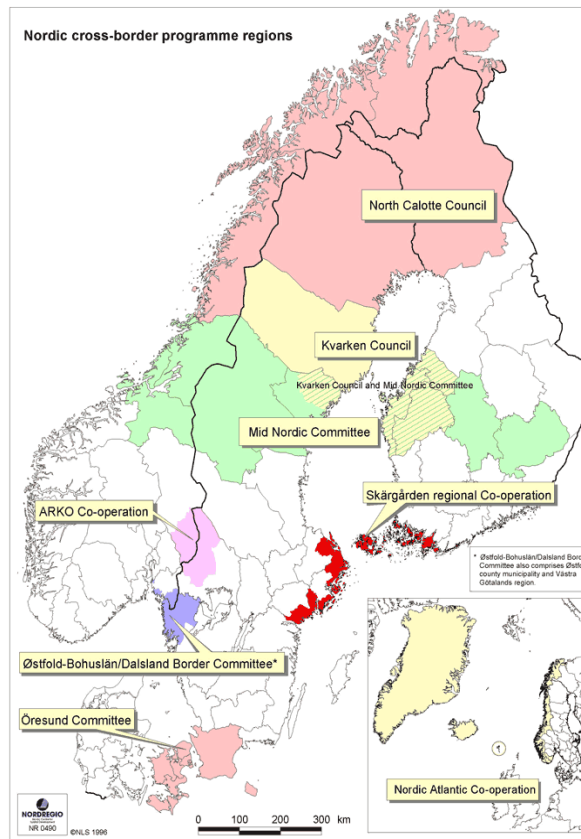 Nordic cross-border programme regions
North Calotte Council
Kvarken Council
Kvarken Council and Mid Nordic Committee
Mid Nordic Committee
Skärgården regional Co-operation
ARKO Co-operation
* Østfold-Bohuslän/Dalsland Bord
Committee also comprises Østfo
county municipality and Västra
Götalands region.
Østfold-Bohuslän/Dalsland Border Committee*
Öresund Committee
Nordic Atlantic Co-operation
NORDREGIO
NR 0490
©NLS 1996
0 100 200 300 km